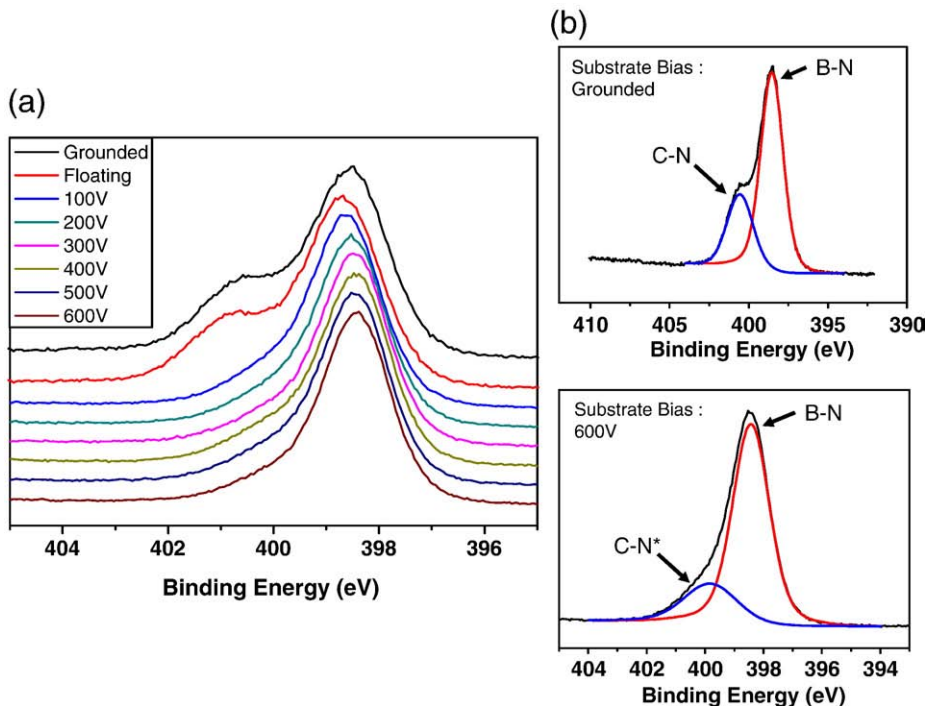 (a)
Grounded
Floating
100V
200V
300V
400V
500V
600V
404 402 400 398 396
Binding Energy (eV)
(b)
Substrate Bias :
Grounded
B-N
C-N
410 405 400 395 390
Binding Energy (eV)
Substrate Bias :
600V
B-N
C-N*
404 402 400 398 396 394
Binding Energy (eV)